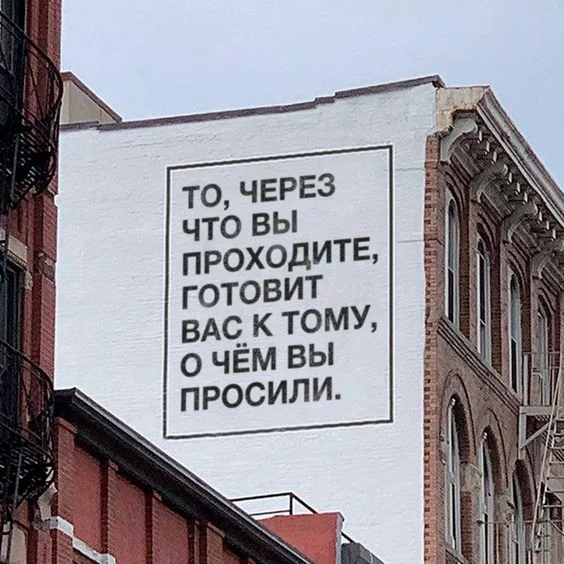 ТО, ЧЕРЕЗ
ЧТО ВЫ
ПРОХОДИТЕ,
ГОТОВИТ
ВАС К ТОМУ,
О ЧЁМ ВЫ
ПРОСИЛИ.